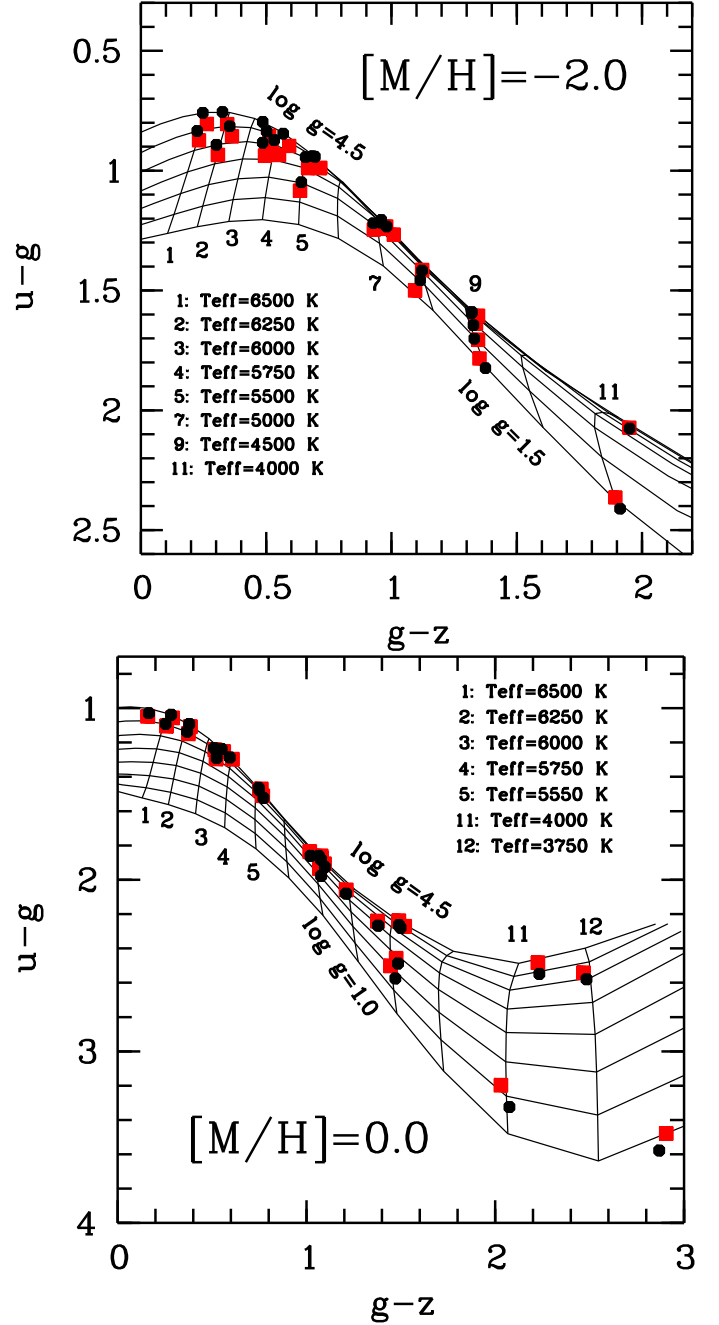 [M/H]=−2.0
log g=4.5
0.5
1
1.5
2
2.5
u−g
1 2 3 4 5 7 9 11
1: Teff=6500 K
2: Teff=6250 K
3: Teff=6000 K
4: Teff=5750 K
5: Teff=5500 K
7: Teff=5000 K
9: Teff=4500 K
11: Teff=4000 K
log g=1.5
0 0.5 1 1.5 2
g−z
1: Teff=6500 K
2: Teff=6250 K
3: Teff=6000 K
4: Teff=5750 K
5: Teff=5550 K
11: Teff=4000 K
12: Teff=3750 K
1
2
3
4
u−g
1 2 3 4 5 11 12
log g=4.5
log g=1.0
[M/H]=0.0
0 1 2 3
g−z